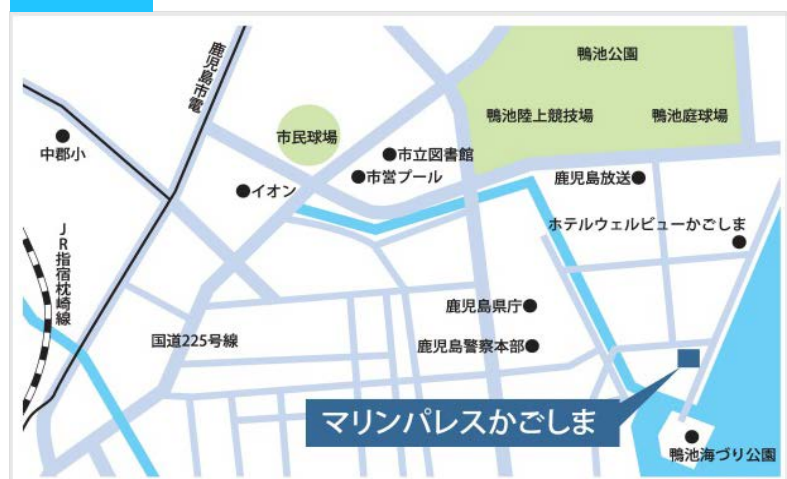 鴨池公園
鹿児島市電
鴨池陸上競技場
鴨池庭球場
市民球場
中郡小
市立図書館
市営プール
鹿児島放送
イオン
ホテルウェルビューかごしま
JR指宿枕崎線
鹿児島県庁
国道225号線
鹿児島警察本部
マリンパレスかごしま
鴨池海づり公園